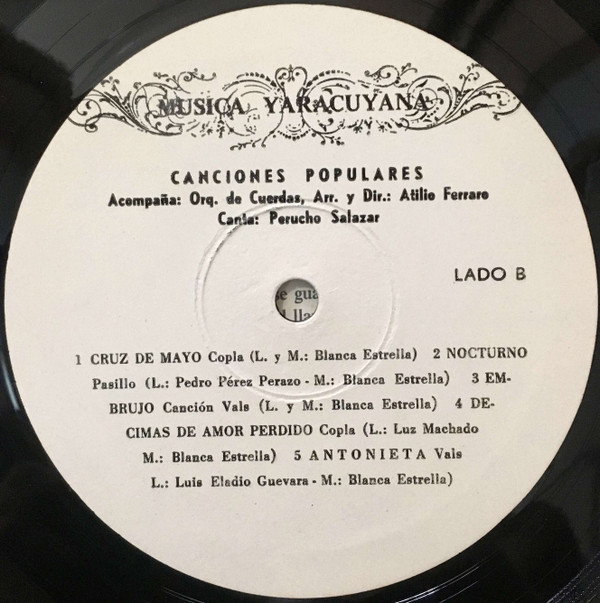 MUSICA YARACUYANA
CANCIONES POPULARES
Acompaña: Orq. de Cuerdas, Arr. y Dir.: Atilio Ferraro
Canta: Perucho Salazar
LADO B
e gua
lla
1 CRUZ DE MAYO Copla (L. y M.: Blanca Estrella) 2 NOCTURNO
Pasillo (L.: Pedro Pérez Perazo - M.: Blanca Estrella) 3 EM-
BRUJO Canción Vals (L. y M.: Blanca Estrella) 4 DE-
CIMAS DE AMOR PERDIDO Copla (L.: Luz Machado
M.: Blanca Estrella) 5 ANTONIETA Vals
L.: Luis Eladio Guevara - M.: Blanca Estrella)